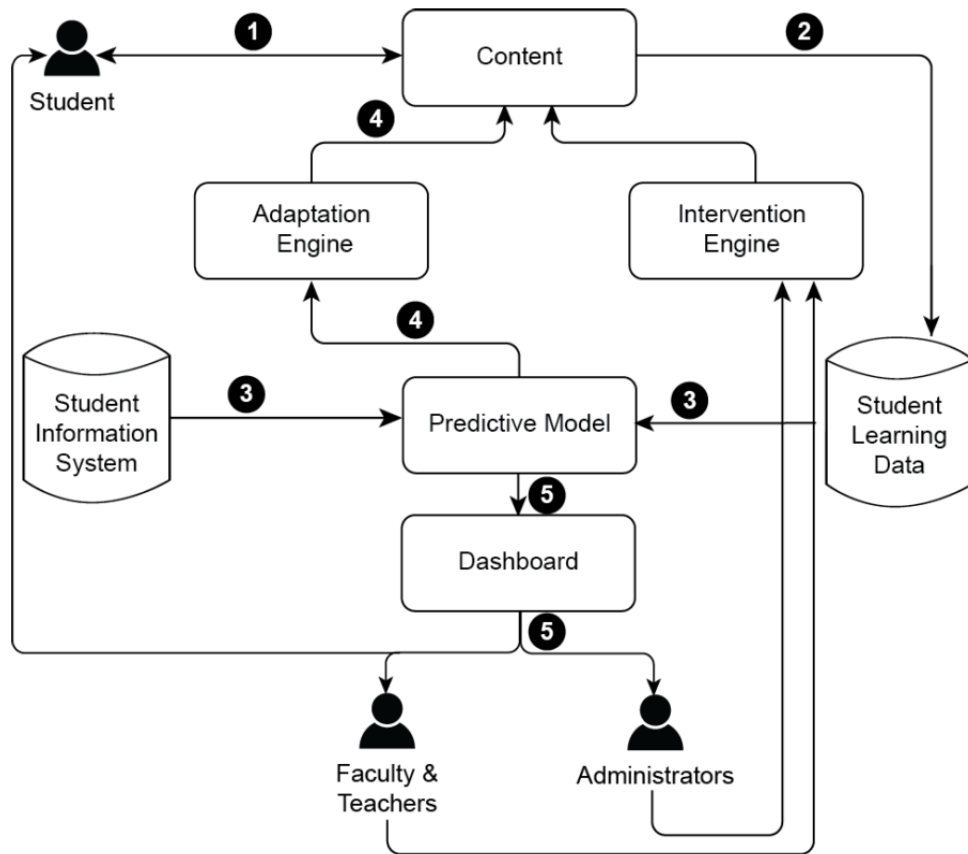 1
2
Content
Student
4
Adaptation
Engine
Intervention
Engine
4
Student
Information
System
3
Predictive Model
3
Student
Learning
Data
5
Dashboard
5
Faculty &
Teachers
Administrators